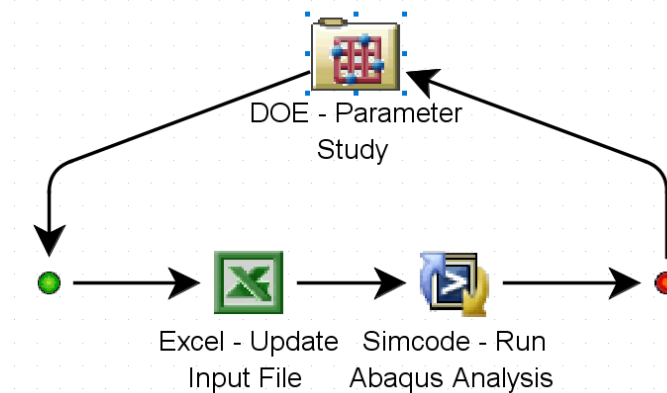 DOE - Parameter
Study
Excel - Update
Input File
Simcode - Run
Abaqus Analysis